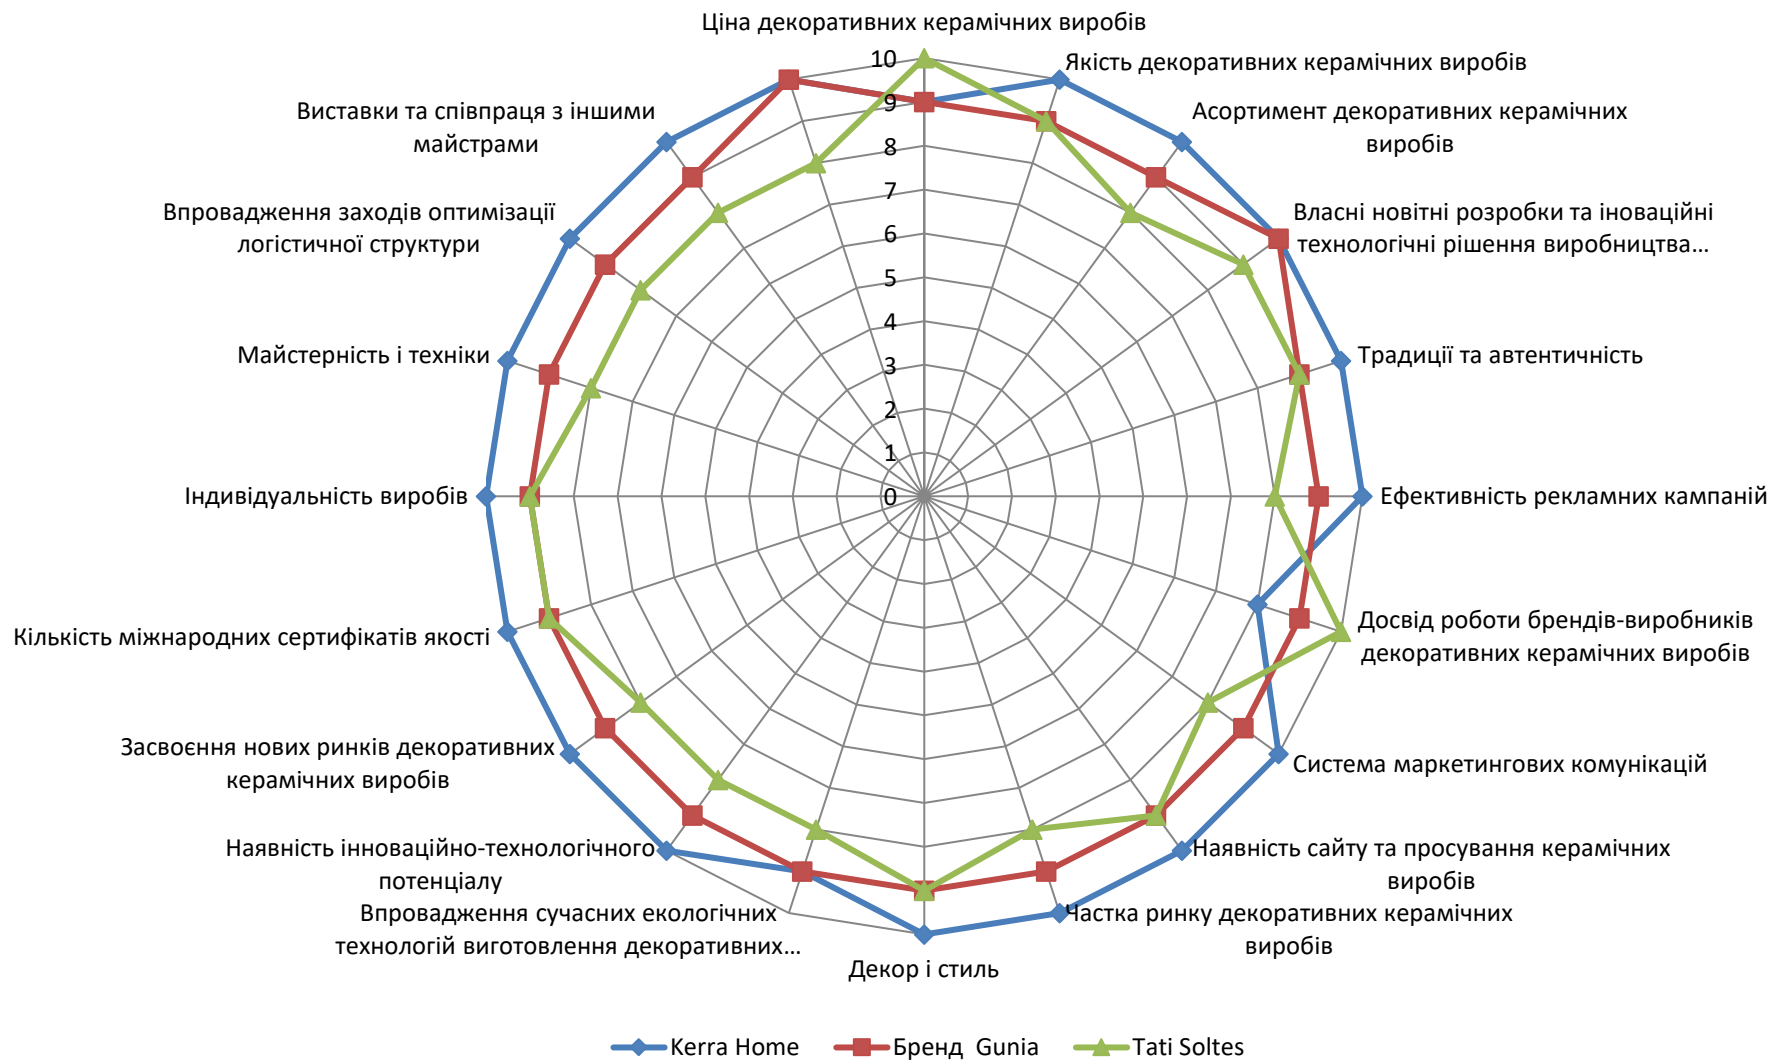 Ціна декоративних керамічних виробів
Якість декоративних керамічних виробів
Асортимент декоративних керамічних
виробів
Власні новітні розробки та іноваційні
технологічні рішення виробництва…
Традиції та автентичність
Ефективність рекламних кампаній
Досвід роботи брендів-виробників
декоративних керамічних виробів
Система маркетингових комунікацій
Наявність сайту та просування керамічних
виробів
Частка ринку декоративних керамічних
виробів
Декор і стиль
Впровадження сучасних екологічних
технологій виготовлення декоративних…
Наявність інноваційно-технологічного
потенціалу
Засвоєння нових ринків декоративних
керамічних виробів
Кількість міжнародних сертифікатів якості
Індивідуальність виробів
Майстерність і техніки
Впровадження заходів оптимізації
логістичної структури
Виставки та співпраця з іншими
майстрами
10
9
8
7
6
5
4
3
2
1
0
Kerra Home
Бренд Gunia
Tati Soltes